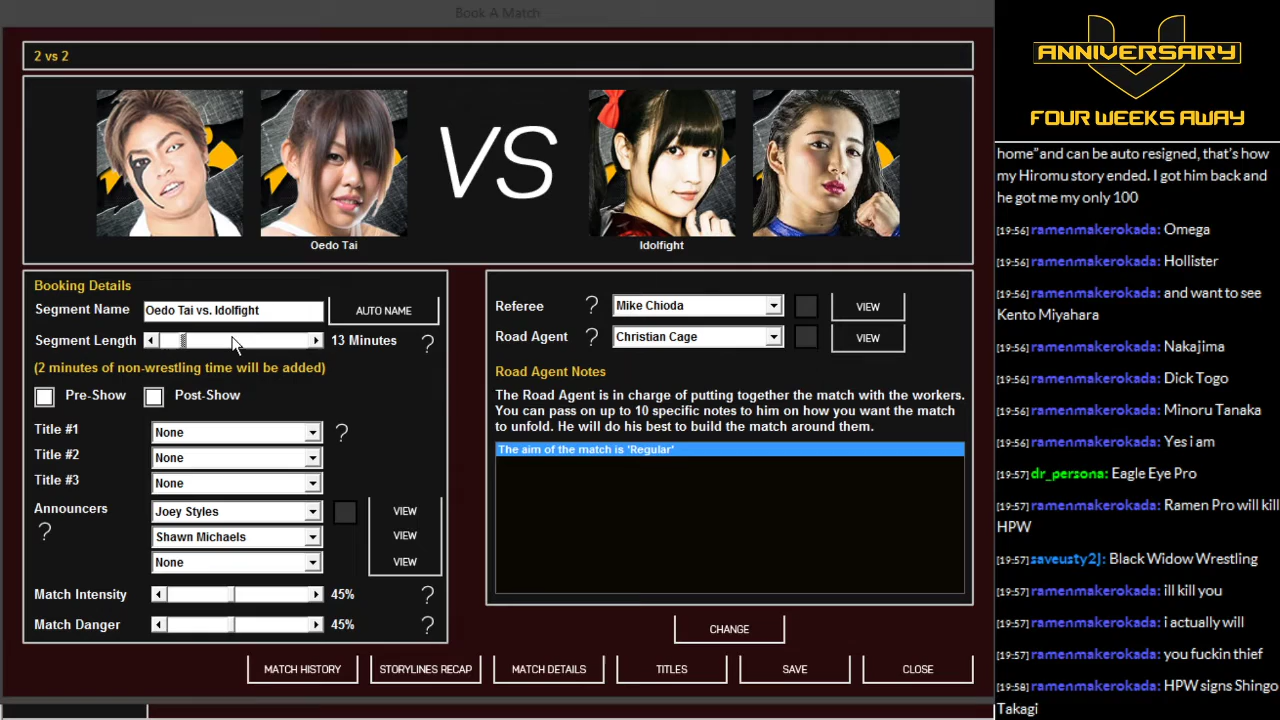 Book A Match
2 vs 2
VS
Oedo Tai
Idolfight
Booking Details
Segment Name
Oedo Tai vs. Idolfight
AUTO NAME
Segment Length
13 Minutes
?
(2 minutes of non-wrestling time will be added)
Pre-Show
Post-Show
Title #1
None
?
Title #2
None
Title #3
None
Announcers
Joey Styles
VIEW
?
Shawn Michaels
VIEW
None
VIEW
Match Intensity
45%
?
Match Danger
45%
?
Referee
?
Mike Chioda
VIEW
Road Agent
?
Christian Cage
VIEW
Road Agent Notes
The Road Agent is in charge of putting together the match with the workers.
You can pass on up to 10 specific notes to him on how you want the match
to unfold. He will do his best to build the match around them.
The aim of the match is 'Regular'
CHANGE
MATCH HISTORY
STORYLINES RECAP
MATCH DETAILS
TITLES
SAVE
CLOSE
ANNIVERSARY
FOUR WEEKS AWAY
home"and can be auto resigned, that's how
my Hiromu story ended. I got him back and
he got me my only 100
[19:56] ramenmakerokada: Omega
[19:56] ramenmakerokada: Hollister
[19:56] ramenmakerokada: and want to see
Kento Miyahara
[19:56] ramenmakerokada: Nakajima
[19:56] ramenmakerokada: Dick Togo
[19:56] ramenmakerokada: Minoru Tanaka
[19:56] ramenmakerokada: Yes i am
[19:57] dr_persona: Eagle Eye Pro
[19:57] ramenmakerokada: Ramen Pro will kill
HPW
[19:57] saveusty2j: Black Widow Wrestling
[19:57] ramenmakerokada: ill kill you
[19:57] ramenmakerokada: i actually will
[19:57] ramenmakerokada: you fuckin thief
[19:58] ramenmakerokada: HPW signs Shingo
Takagi